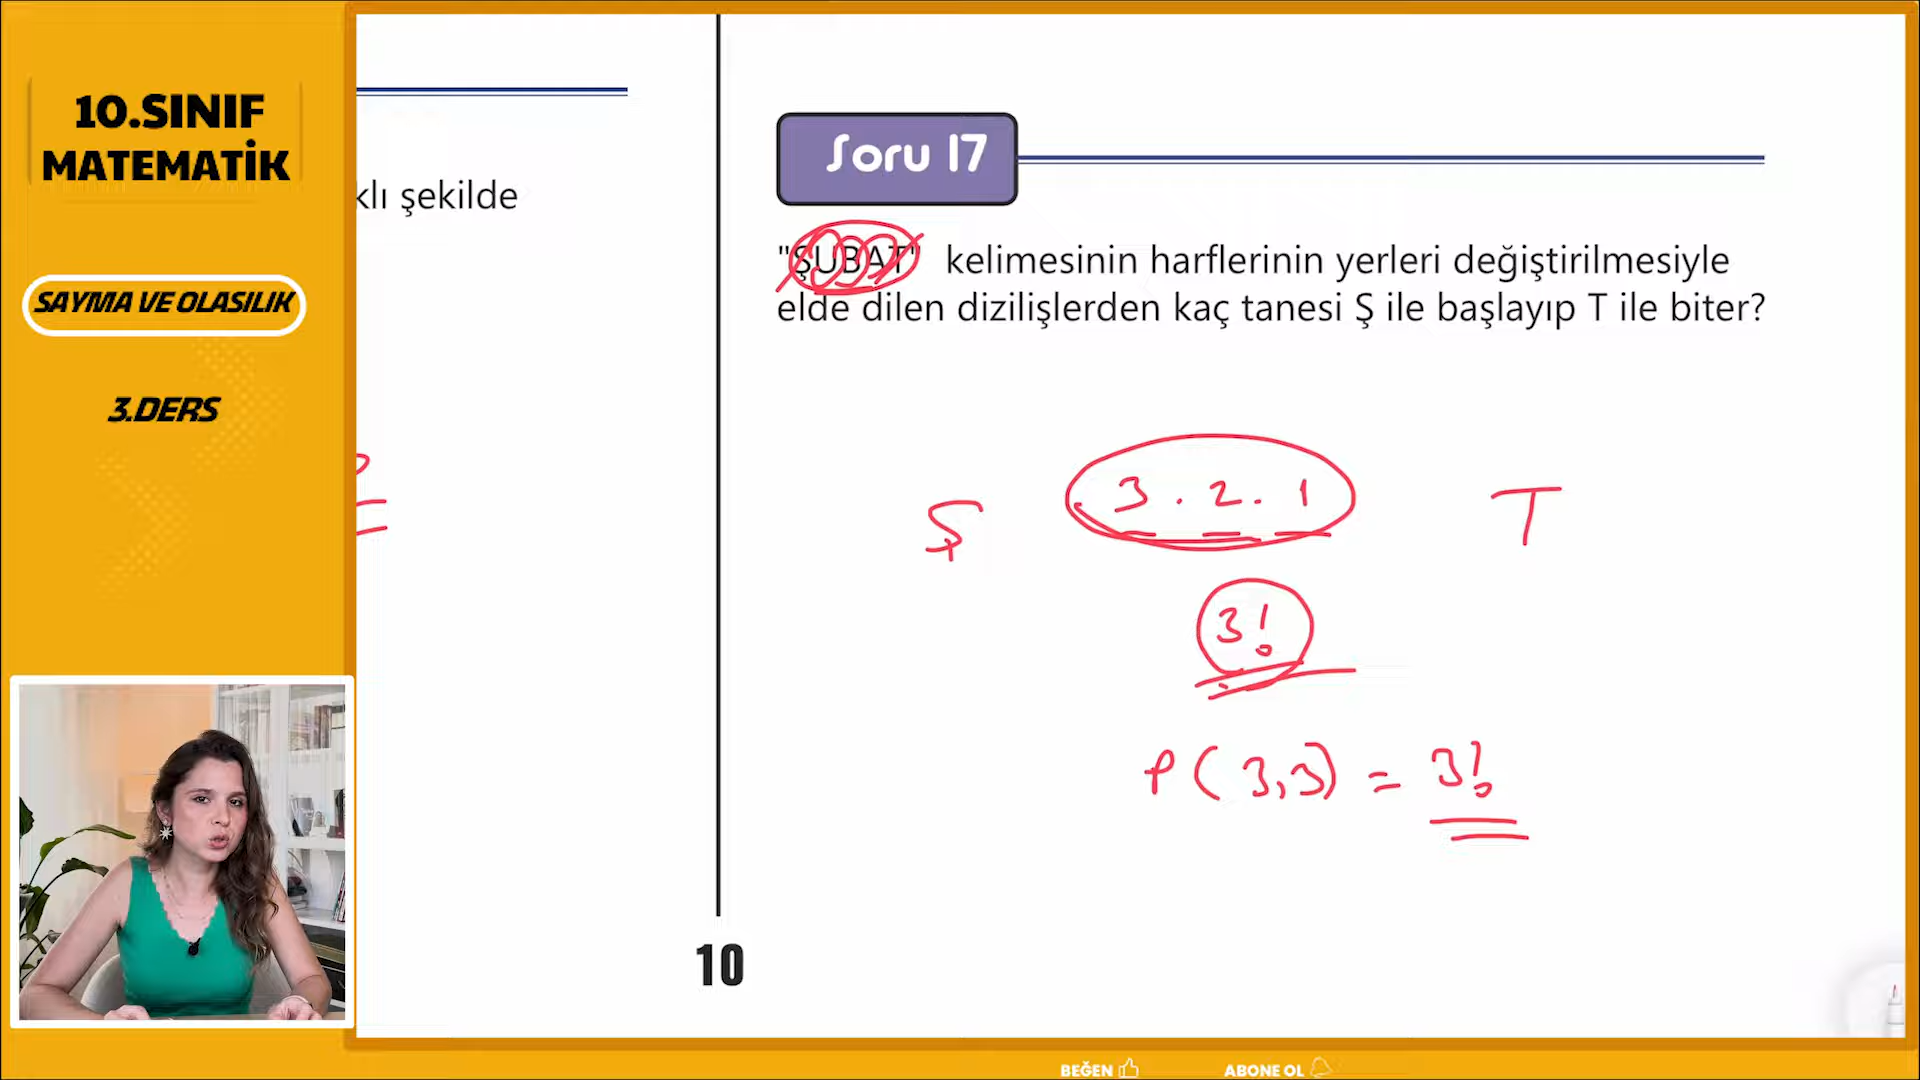 10.SINIF
MATEMATİK
SAYMA VE OLASILIK
3.DERS
klı şekilde
10
Soru 17
"ŞUBAT" kelimesinin harflerinin yerleri değiştirilmesiyle
elde dilen dizilişlerden kaç tanesi Ş ile başlayıp T ile biter?
Ş 3 . 2 . 1 T
3!
P(3,3) = 3!
BEĞEN ABONE OL